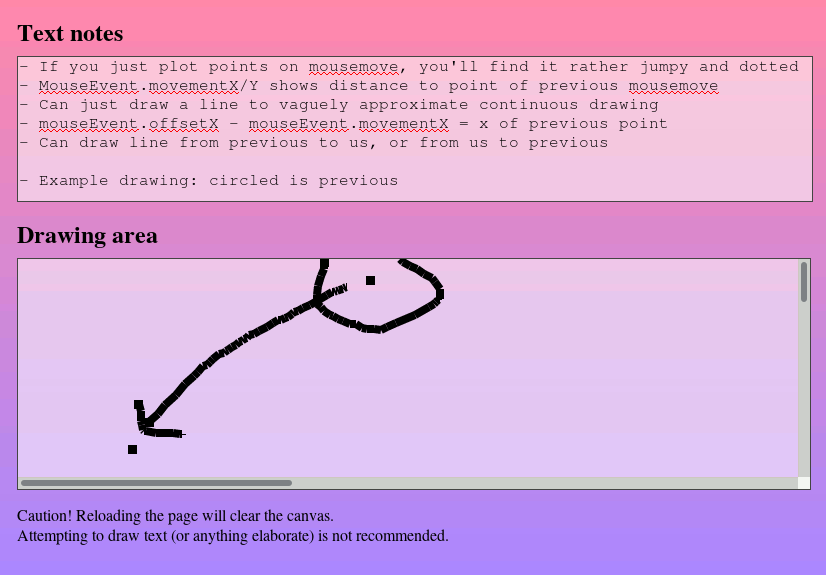 Text notes
- If you just plot points on mousemove, you'll find it rather jumpy and dotted
- MouseEvent.movementX/Y shows distance to point of previous mousemove
- Can just draw a line to vaguely approximate continuous drawing
- mouseEvent.offsetX - mouseEvent.movementX = x of previous point
- Can draw line from previous to us, or from us to previous
- Example drawing: circled is previous
Drawing area
Caution! Reloading the page will clear the canvas.
Attempting to draw text (or anything elaborate) is not recommended.